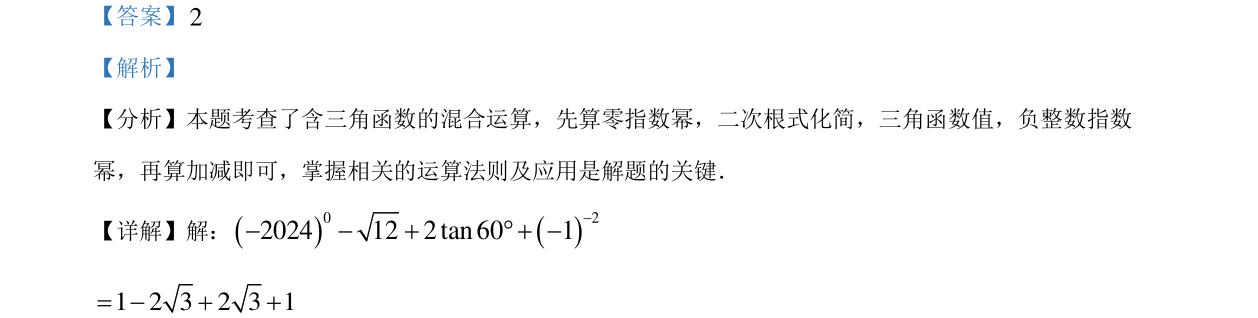 【答案】2
【解析】
【分析】本题考查了含三角函数的混合运算，先算零指数幂，二次根式化简，三角函数值，负整数指数
幂，再算加减即可，掌握相关的运算法则及应用是解题的关键．
【详解】解：(−2024)⁰ − √12 + 2 tan 60° + (−1)⁻²
= 1 − 2√3 + 2√3 + 1